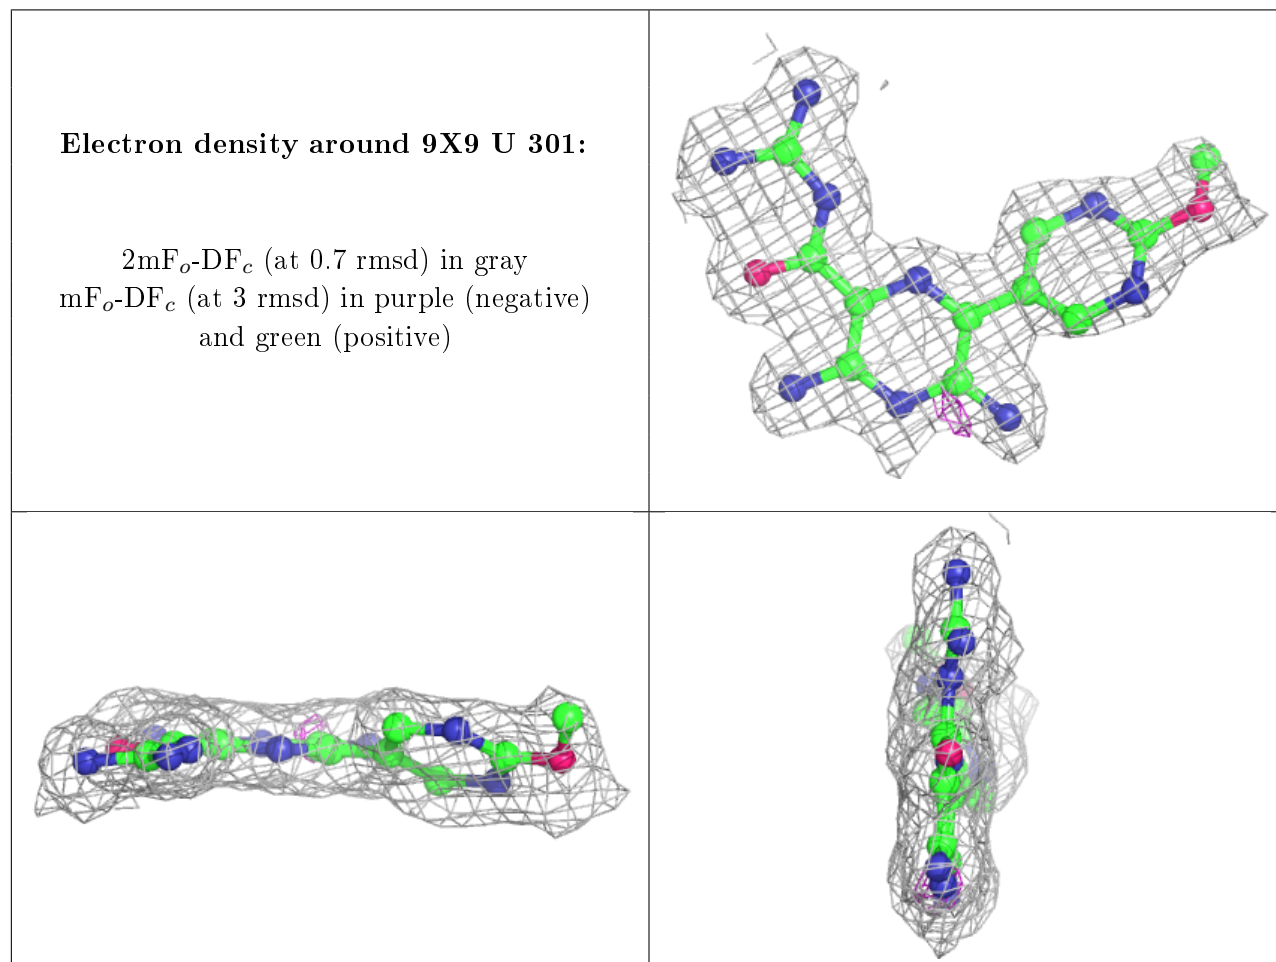 Electron density around 9X9 U 301:
2mFo-DFc (at 0.7 rmsd) in gray
mFo-DFc (at 3 rmsd) in purple (negative)
and green (positive)